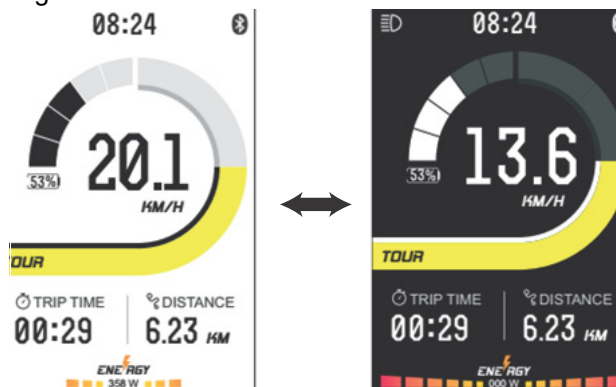 08:24
20.1
53%
KM/H
TOUR
TRIP TIME
DISTANCE
00:29
6.23 KM
ENERGY
358 W
08:24
13.6
53%
KM/H
TOUR
TRIP TIME
DISTANCE
00:29
6.23 KM
ENERGY
000 W